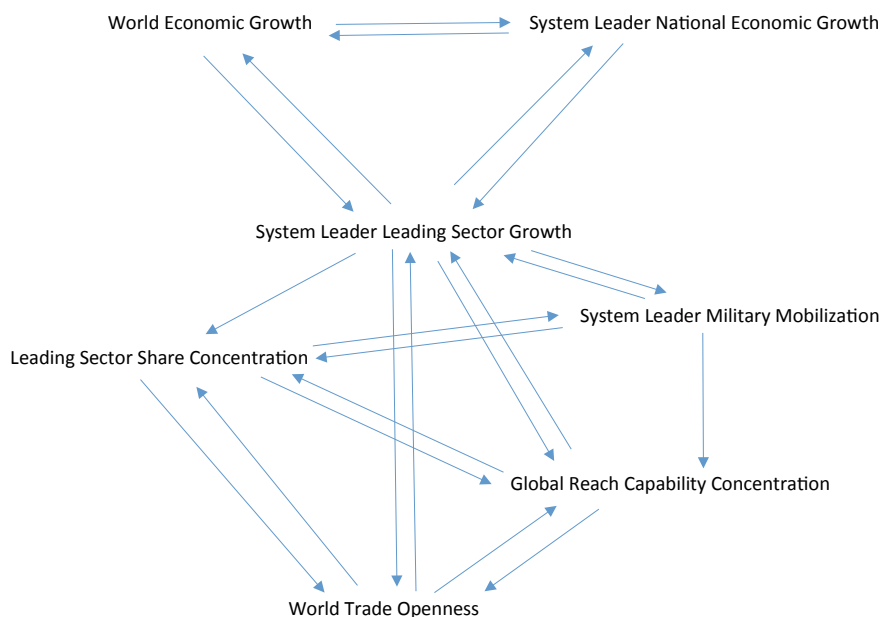 World Economic Growth
System Leader National Economic Growth
System Leader Leading Sector Growth
System Leader Military Mobilization
Leading Sector Share Concentration
Global Reach Capability Concentration
World Trade Openness